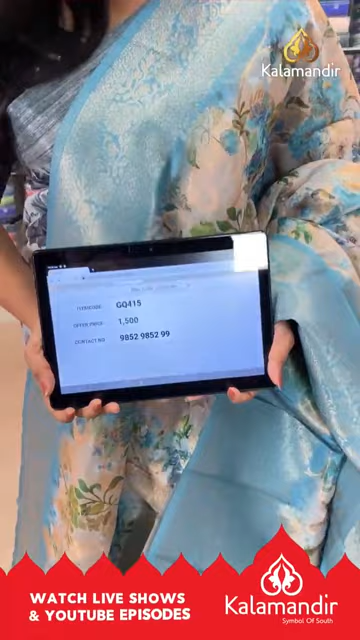 Kalamandir
ITEMCODE GQ415
OFFER PRICE 1,500
CONTACT NO 9852 9852 99
WATCH LIVE SHOWS
& YOUTUBE EPISODES
Kalamandir
Symbol Of South